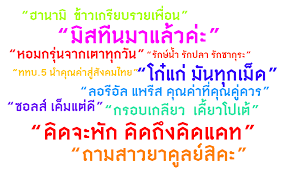 “ฮานามิ ข้าวเกรียบรวยเพื่อน”
“มิสทีนมาแล้วค่ะ”
“หอมกรุ่นจากเตาทุกวัน” “รักษ์น้ำ รักปลา รักซากุระ”
“ททบ.5 นำคุณค่าสู่สังคมไทย” “โก๋แก่ มันทุกเม็ด”
“ลอรีอัล แพรีส คุณค่าที่คุณคู่ควร”
“ซอลส์ เค็มแต่ดี” “กรอบเกลียว เคี้ยวโปเต้”
“คิดจะพัก คิดถึงคิดแคท”
“ถามสาวยาคูลย์สิคะ”